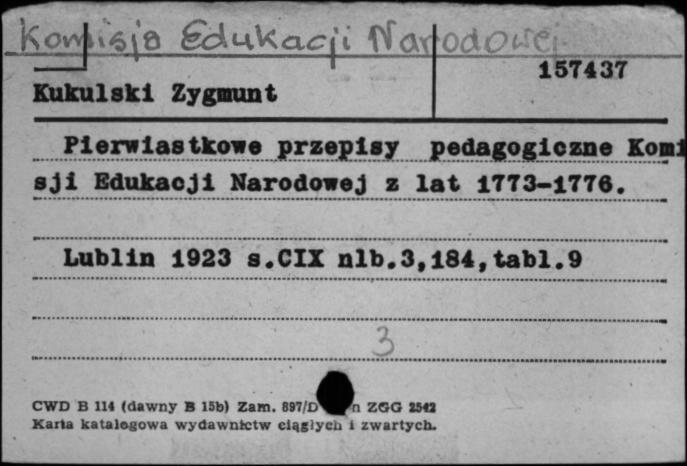 Komisja Edukacji Narodowej
157437
Kukulski Zygmunt
Pierwiastkowe przepisy pedagogiczne Komi
sji Edukacji Narodowej z lat 1773-1776.
Lublin 1923 s.CIX nlb.3,184,tabl.9
3
CWD B 114 (dawny B 15b) Zam. 897/D n ZGG 2542
Karta katalogowa wydawnictw ciągłych i zwartych.